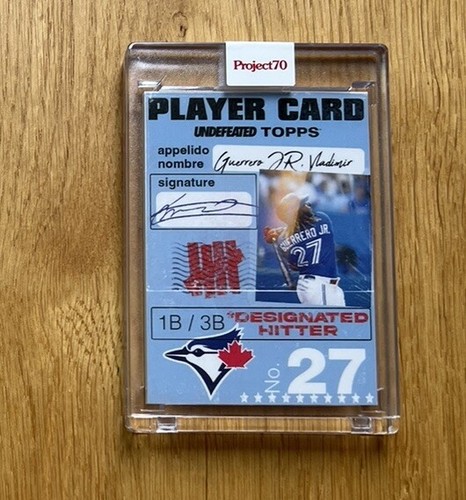 Project70
PLAYER CARD
UNDEFEATED TOPPS
appelido
nombre
Guerrero JR. Vladimir
signature
GUERRERO JR.
27
1B / 3B
*DESIGNATED
HITTER
No. 27